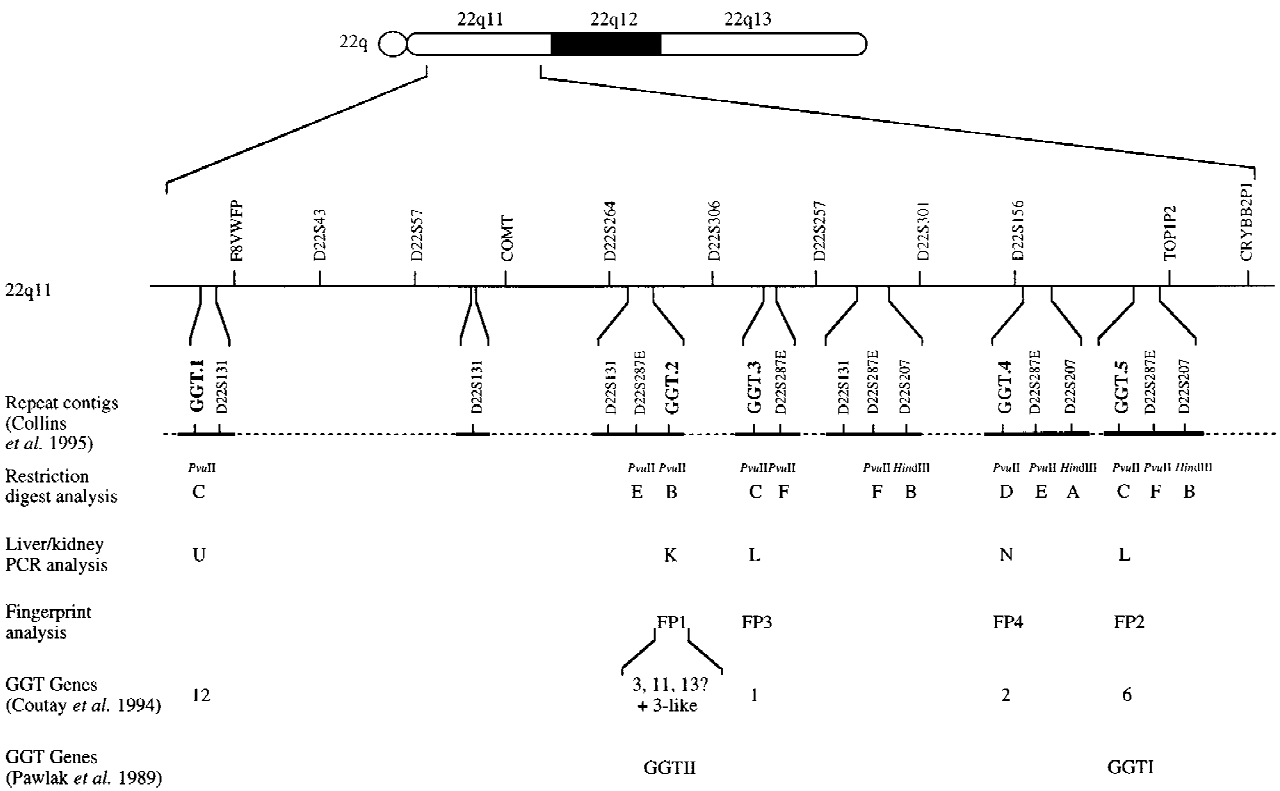 22q11 22q12 22q13
22q
F8VWFP D22S43 D22S57 COMT D22S264 D22S306 D22S257 D22S301 D22S156 TOP1P2 CRYBB2P1
22q11
GGT.1 D22S131 D22S131 D22S131 D22S287E GGT.2 GGT.3 D22S287E D22S131 D22S287E D22S207 GGT.4 D22S287E D22S207 GGT.5 D22S287E D22S207
Repeat contigs
(Collins
et al. 1995)
PvuII PvuII PvuII PvuII PvuII PvuII HindIII PvuII PvuII HindIII PvuII PvuII HindIII
Restriction
digest analysis
C E B C F F B D E A C F B
Liver/kidney
PCR analysis
U K L N L
Fingerprint
analysis
FP1 FP3 FP4 FP2
GGT Genes
(Coutay et al. 1994)
12 3, 11, 13? 1 2 6
+ 3-like
GGT Genes
(Pawlak et al. 1989)
GGTII GGTI